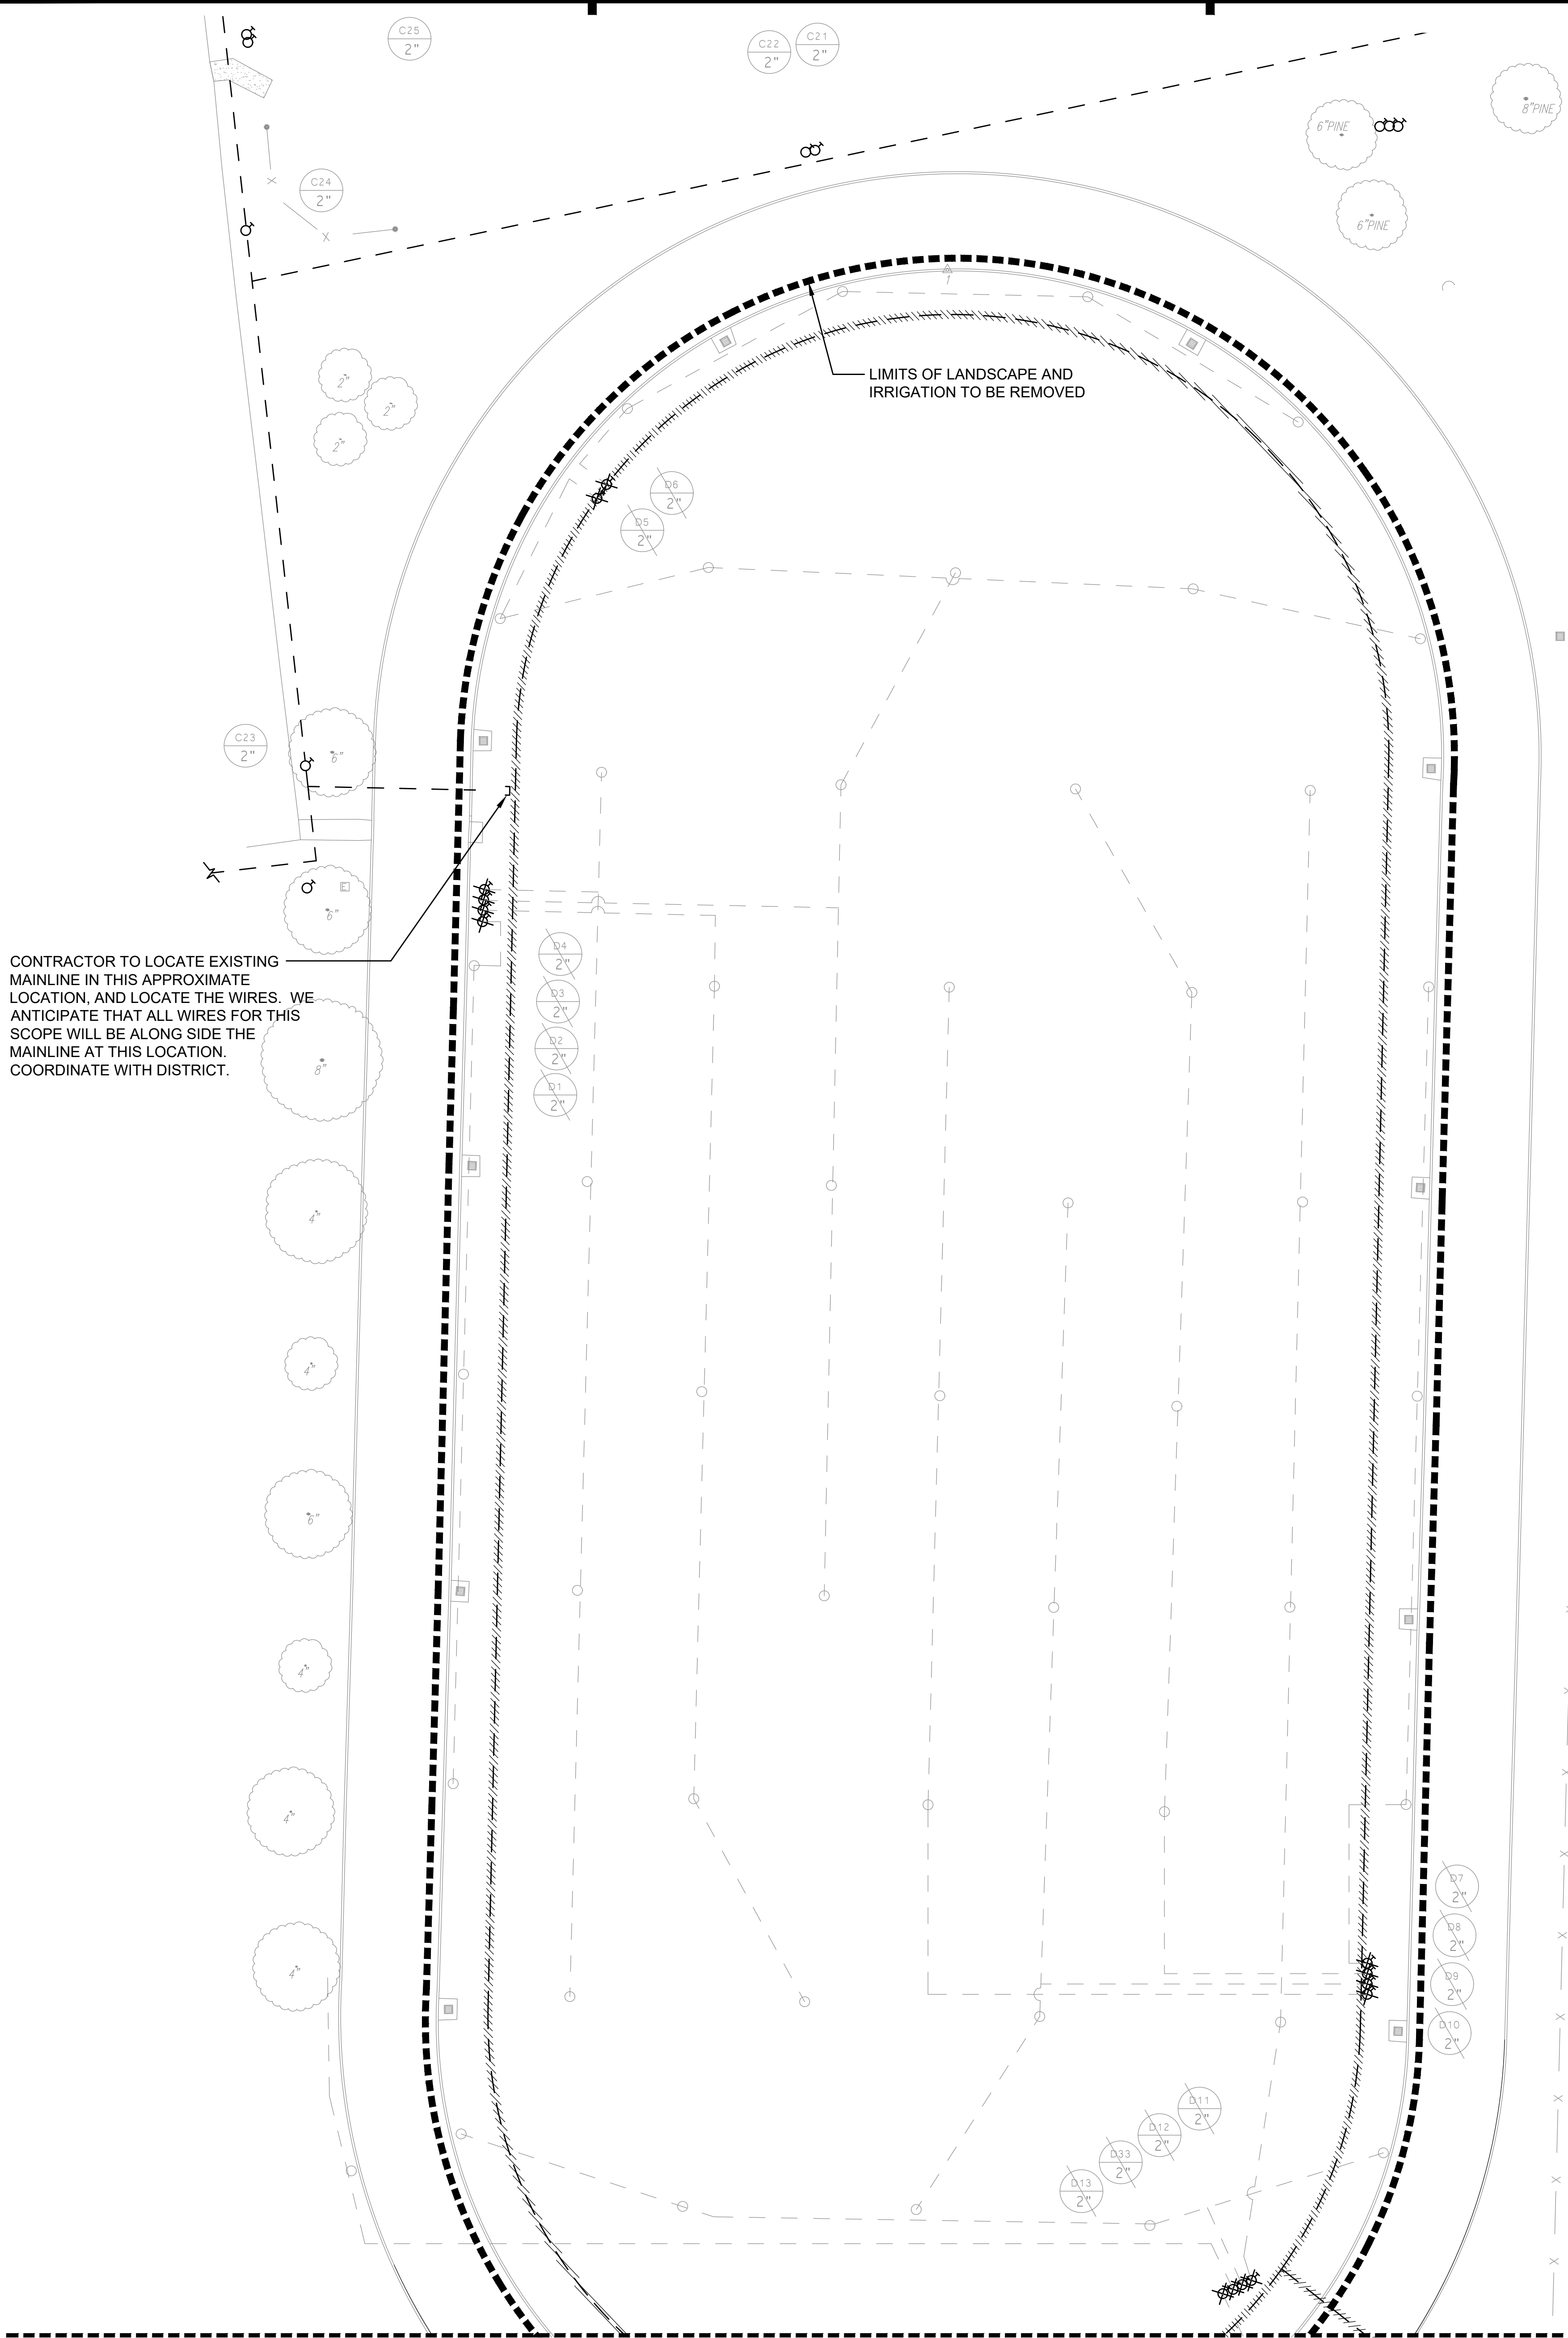 C25
2"
C22
2"
C21
2"
8"PINE
6"PINE
6"PINE
C24
2"
1
LIMITS OF LANDSCAPE AND
IRRIGATION TO BE REMOVED
2"
2"
2"
D6
2"
D5
2"
C23
2"
6"
E
6"
CONTRACTOR TO LOCATE EXISTING
MAINLINE IN THIS APPROXIMATE
LOCATION, AND LOCATE THE WIRES. WE
ANTICIPATE THAT ALL WIRES FOR THIS
SCOPE WILL BE ALONG SIDE THE
MAINLINE AT THIS LOCATION.
COORDINATE WITH DISTRICT.
D4
2"
D3
2"
D2
2"
D1
2"
8"
4"
4"
6"
4"
4"
4"
D7
2"
D8
2"
D9
2"
D10
2"
D11
2"
D12
2"
D33
2"
D13
2"